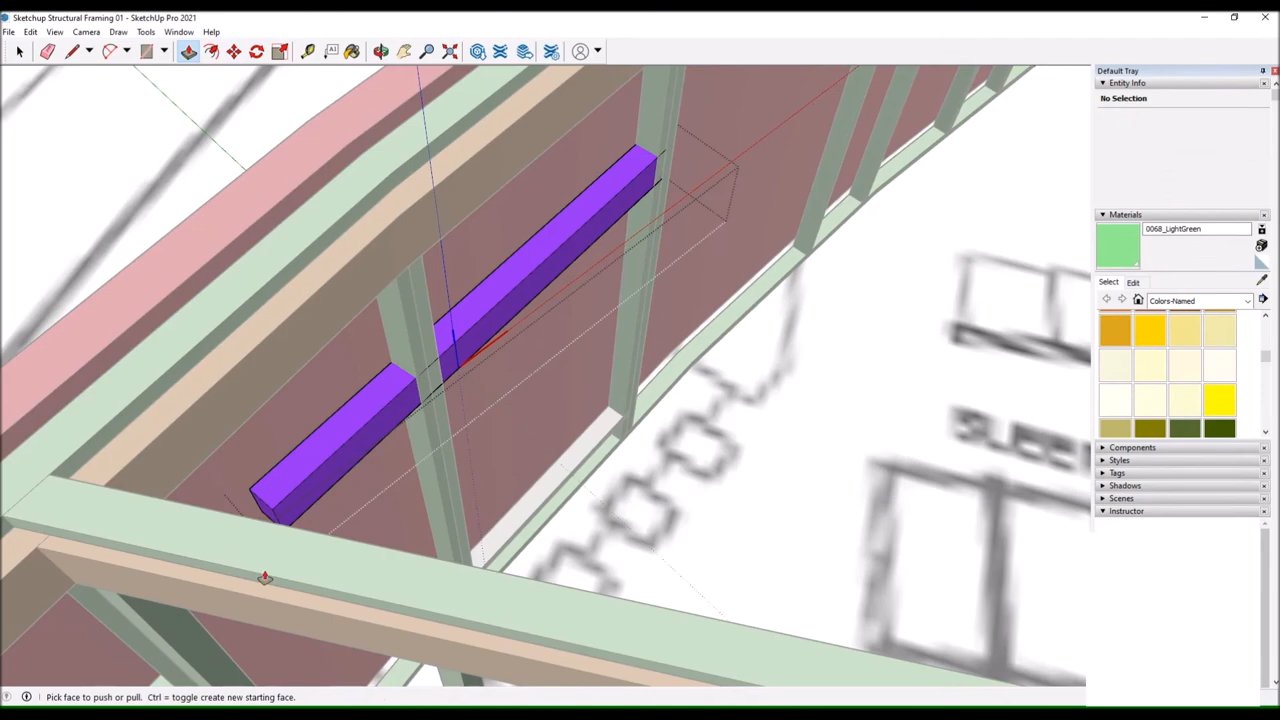 Sketchup Structural Framing 01 - SketchUp Pro 2021
File Edit View Camera Draw Tools Window Help
Default Tray
Entity Info
No Selection
Materials
0068_LightGreen
Select Edit
Colors-Named
Components
Styles
Tags
Shadows
Scenes
Instructor
Pick face to push or pull. Ctrl = toggle create new starting face.